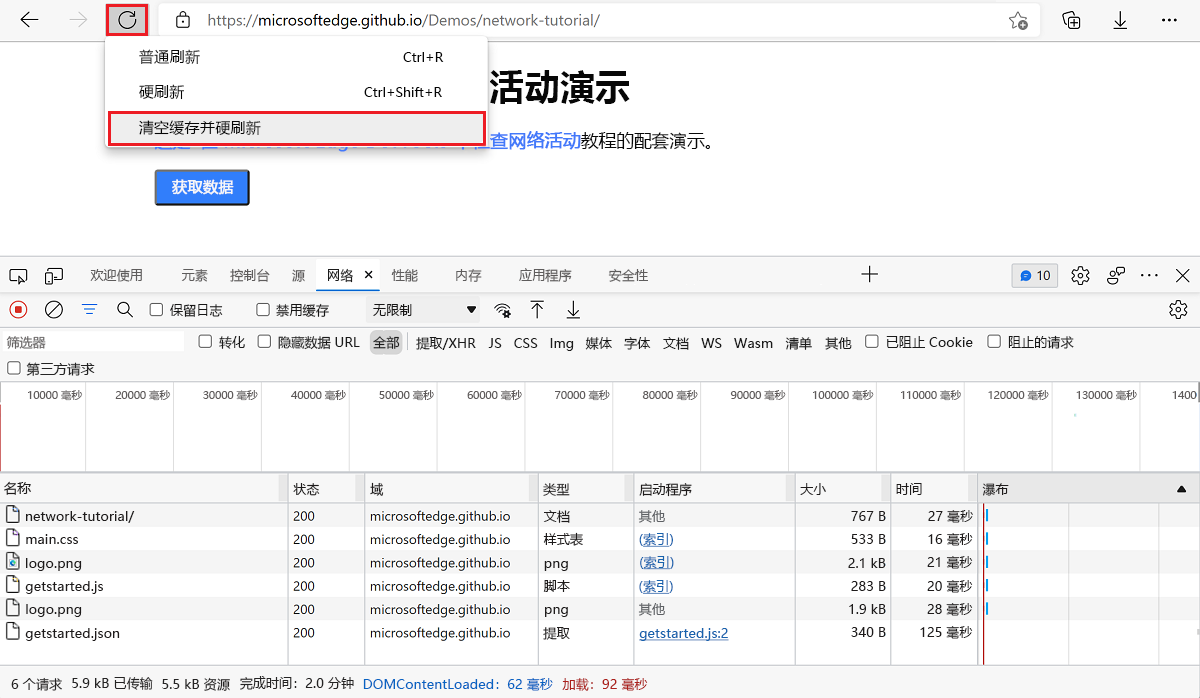 https://microsoftedge.github.io/Demos/network-tutorial/
普通刷新 Ctrl+R
硬刷新 Ctrl+Shift+R
清空缓存并硬刷新
活动演示
查网络活动教程的配套演示。
获取数据
欢迎使用 元素 控制台 源 网络 性能 内存 应用程序 安全性 10
保留日志 禁用缓存 无限制
筛选器 转化 隐藏数据 URL 全部 提取/XHR JS CSS Img 媒体 字体 文档 WS Wasm 清单 其他 已阻止 Cookie 阻止的请求
第三方请求
10000 毫秒 20000 毫秒 30000 毫秒 40000 毫秒 50000 毫秒 60000 毫秒 70000 毫秒 80000 毫秒 90000 毫秒 100000 毫秒 110000 毫秒 120000 毫秒 130000 毫秒 1400
名称 状态 域 类型 启动程序 大小 时间 瀑布
network-tutorial/ 200 microsoftedge.github.io 文档 其他 767 B 27 毫秒
main.css 200 microsoftedge.github.io 样式表 (索引) 533 B 16 毫秒
logo.png 200 microsoftedge.github.io png (索引) 2.1 kB 21 毫秒
getstarted.js 200 microsoftedge.github.io 脚本 (索引) 283 B 20 毫秒
logo.png 200 microsoftedge.github.io png 其他 1.9 kB 28 毫秒
getstarted.json 200 microsoftedge.github.io 提取 getstarted.js:2 340 B 125 毫秒
6 个请求 5.9 kB 已传输 5.5 kB 资源 完成时间：2.0 分钟 DOMContentLoaded：62 毫秒 加载：92 毫秒